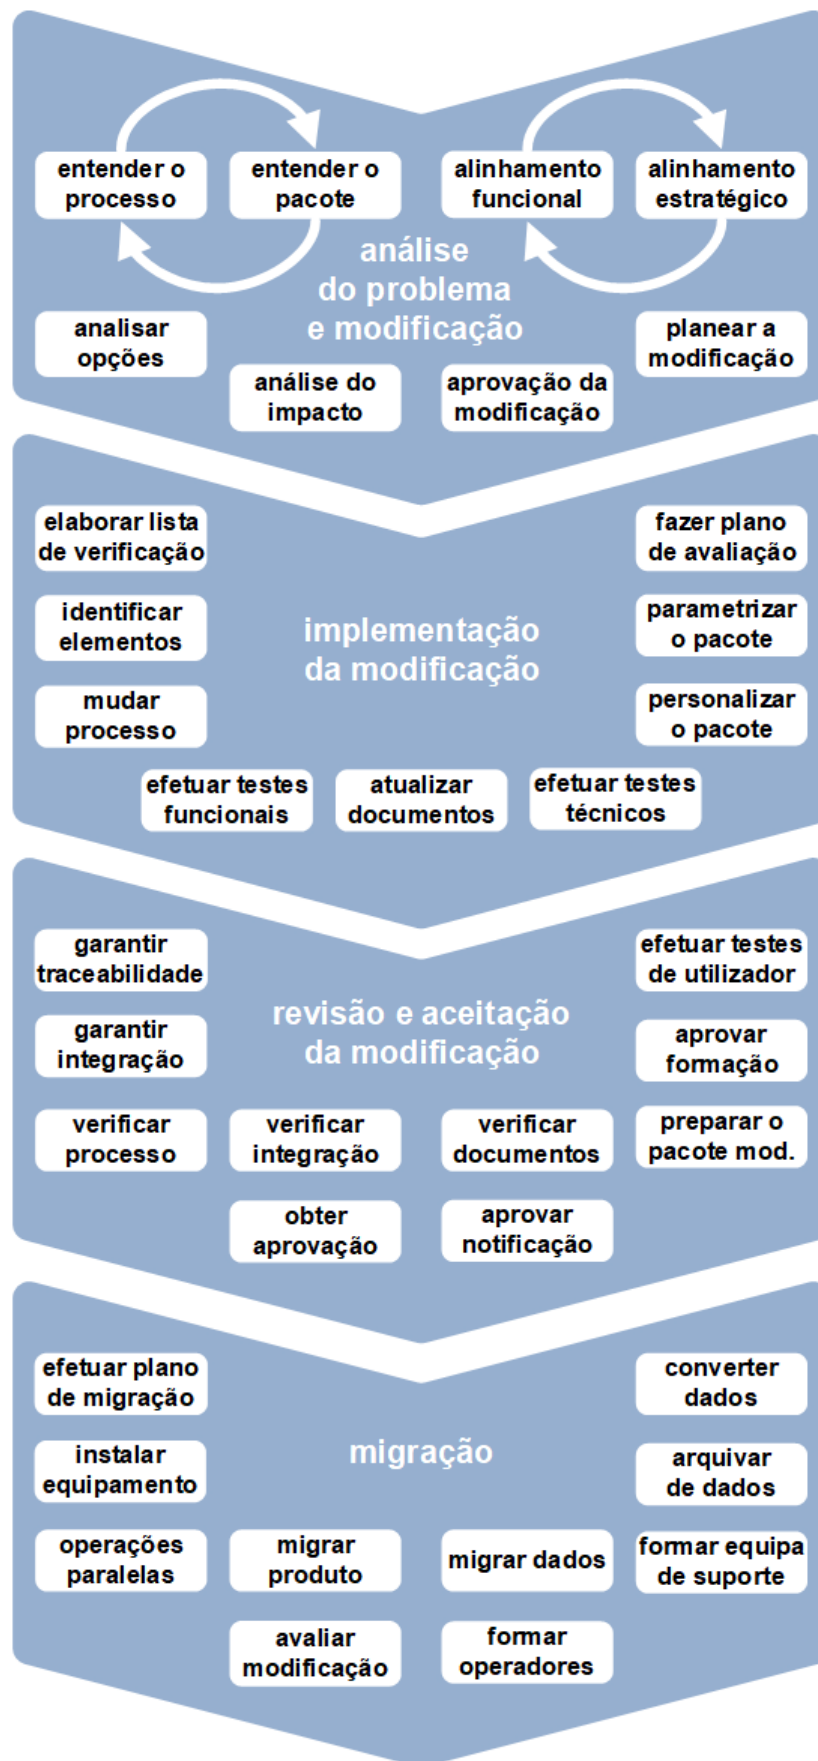 entender o
processo
entender o
pacote
alinhamento
funcional
alinhamento
estratégico
análise
do problema
e modificação
analisar
opções
planear a
modificação
análise do
impacto
aprovação da
modificação
elaborar lista
de verificação
fazer plano
de avaliação
identificar
elementos
implementação
da modificação
parametrizar
o pacote
mudar
processo
personalizar
o pacote
efetuar testes
funcionais
atualizar
documentos
efetuar testes
técnicos
garantir
traceabilidade
efetuar testes
de utilizador
revisão e aceitação
da modificação
garantir
integração
aprovar
formação
verificar
processo
verificar
integração
verificar
documentos
preparar o
pacote mod.
obter
aprovação
aprovar
notificação
efetuar plano
de migração
converter
dados
migração
instalar
equipamento
arquivar
de dados
operações
paralelas
migrar
produto
migrar dados
formar equipa
de suporte
avaliar
modificação
formar
operadores